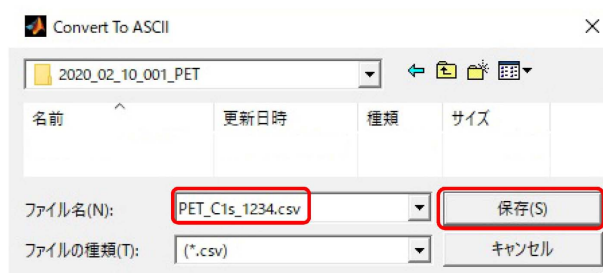 Convert To ASCII
2020_02_10_001_PET
名前 更新日時 種類 サイズ
ファイル名(N): PET_C1s_1234.csv 保存(S)
ファイルの種類(T): (*.csv) キャンセル